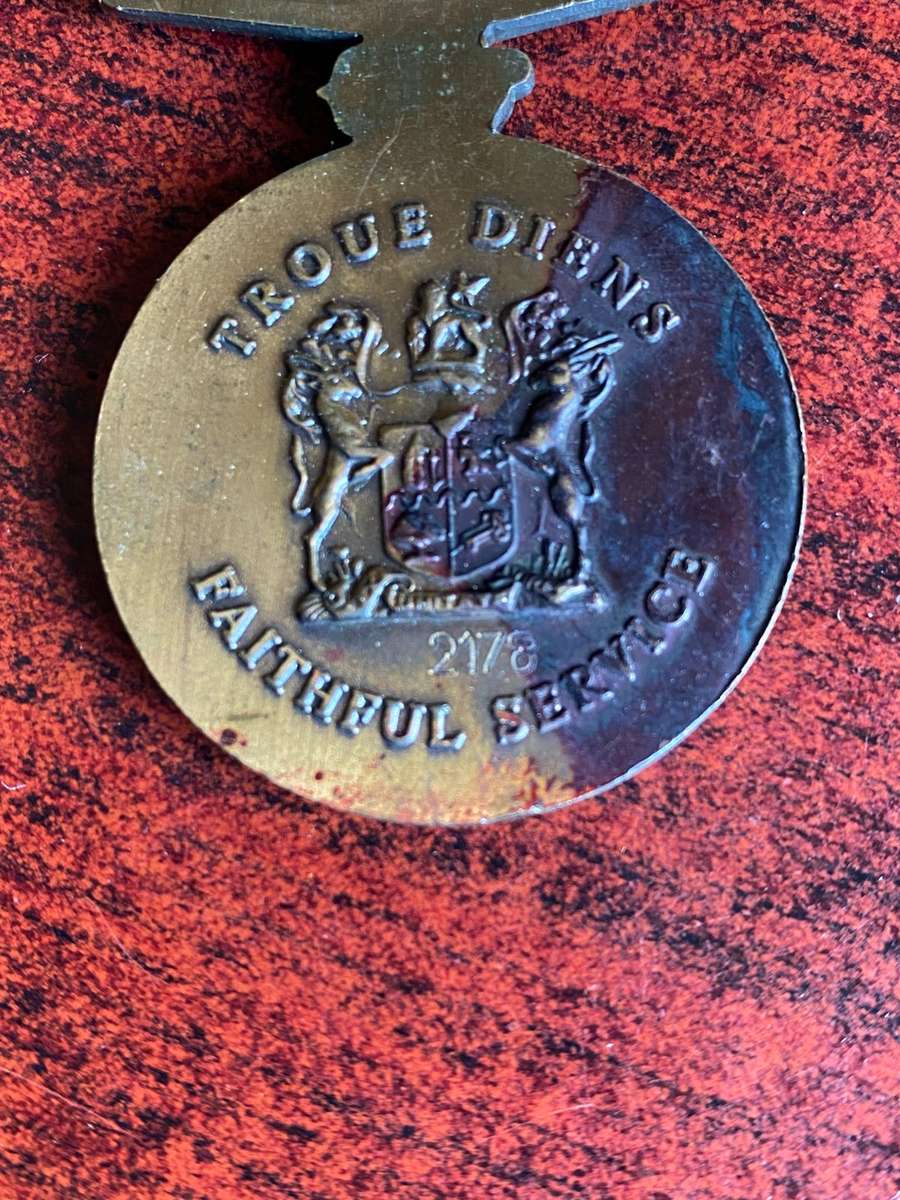 TROUE DIENS
2178
FAITHFUL SERVICE